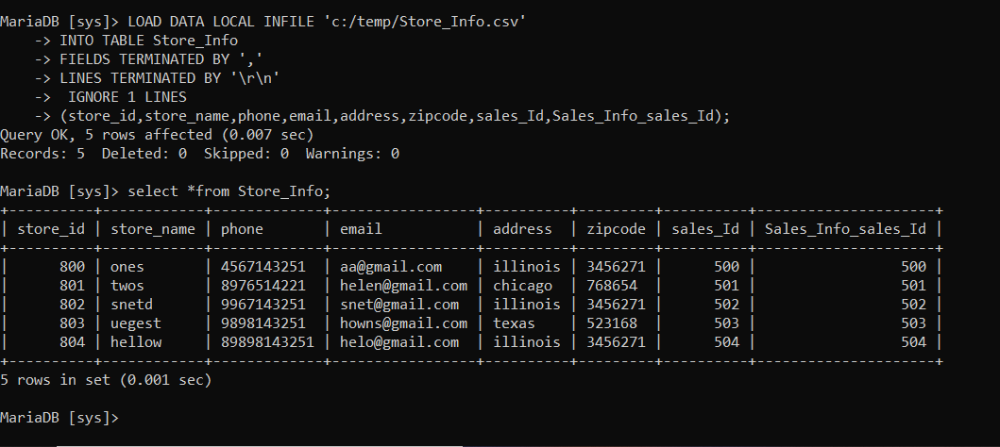 MariaDB [sys]> LOAD DATA LOCAL INFILE 'c:/temp/Store_Info.csv'
    -> INTO TABLE Store_Info
    -> FIELDS TERMINATED BY ','
    -> LINES TERMINATED BY '\r\n'
    ->  IGNORE 1 LINES
    -> (store_id,store_name,phone,email,address,zipcode,sales_Id,Sales_Info_sales_Id);
Query OK, 5 rows affected (0.007 sec)
Records: 5  Deleted: 0  Skipped: 0  Warnings: 0

MariaDB [sys]> select *from Store_Info;
+----------+------------+-------------+-----------------+----------+---------+----------+---------------------+
| store_id | store_name | phone       | email           | address  | zipcode | sales_Id | Sales_Info_sales_Id |
+----------+------------+-------------+-----------------+----------+---------+----------+---------------------+
|      800 | ones       | 4567143251  | aa@gmail.com    | illinois | 3456271 |      500 |                 500 |
|      801 | twos       | 8976514221  | helen@gmail.com | chicago  | 768654  |      501 |                 501 |
|      802 | snetd      | 9967143251  | snet@gmail.com  | illinois | 3456271 |      502 |                 502 |
|      803 | uegest     | 9898143251  | howns@gmail.com | texas    | 523168  |      503 |                 503 |
|      804 | hellow     | 89898143251 | helo@gmail.com  | illinois | 3456271 |      504 |                 504 |
+----------+------------+-------------+-----------------+----------+---------+----------+---------------------+
5 rows in set (0.001 sec)

MariaDB [sys]>